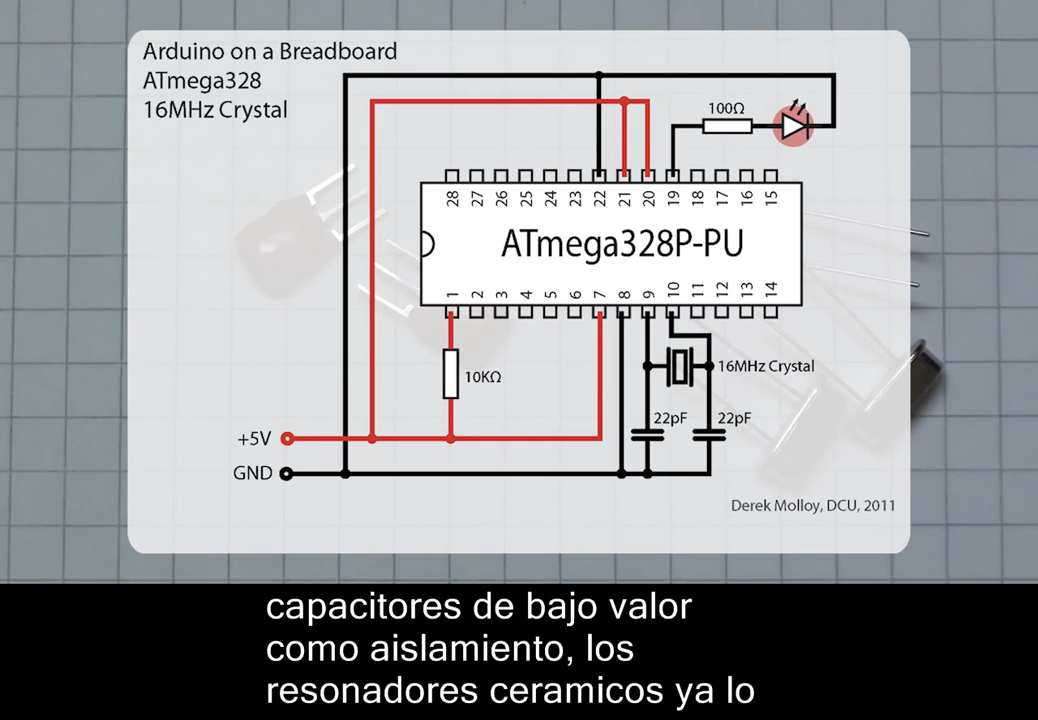 Arduino on a Breadboard
ATmega328
16MHz Crystal
100Ω
28 27 26 25 24 23 22 21 20 19 18 17 16 15
ATmega328P-PU
1 2 3 4 5 6 7 8 9 10 11 12 13 14
16MHz Crystal
10KΩ
22pF 22pF
+5V
GND
Derek Molloy, DCU, 2011
capacitores de bajo valor
como aislamiento, los
resonadores ceramicos ya lo